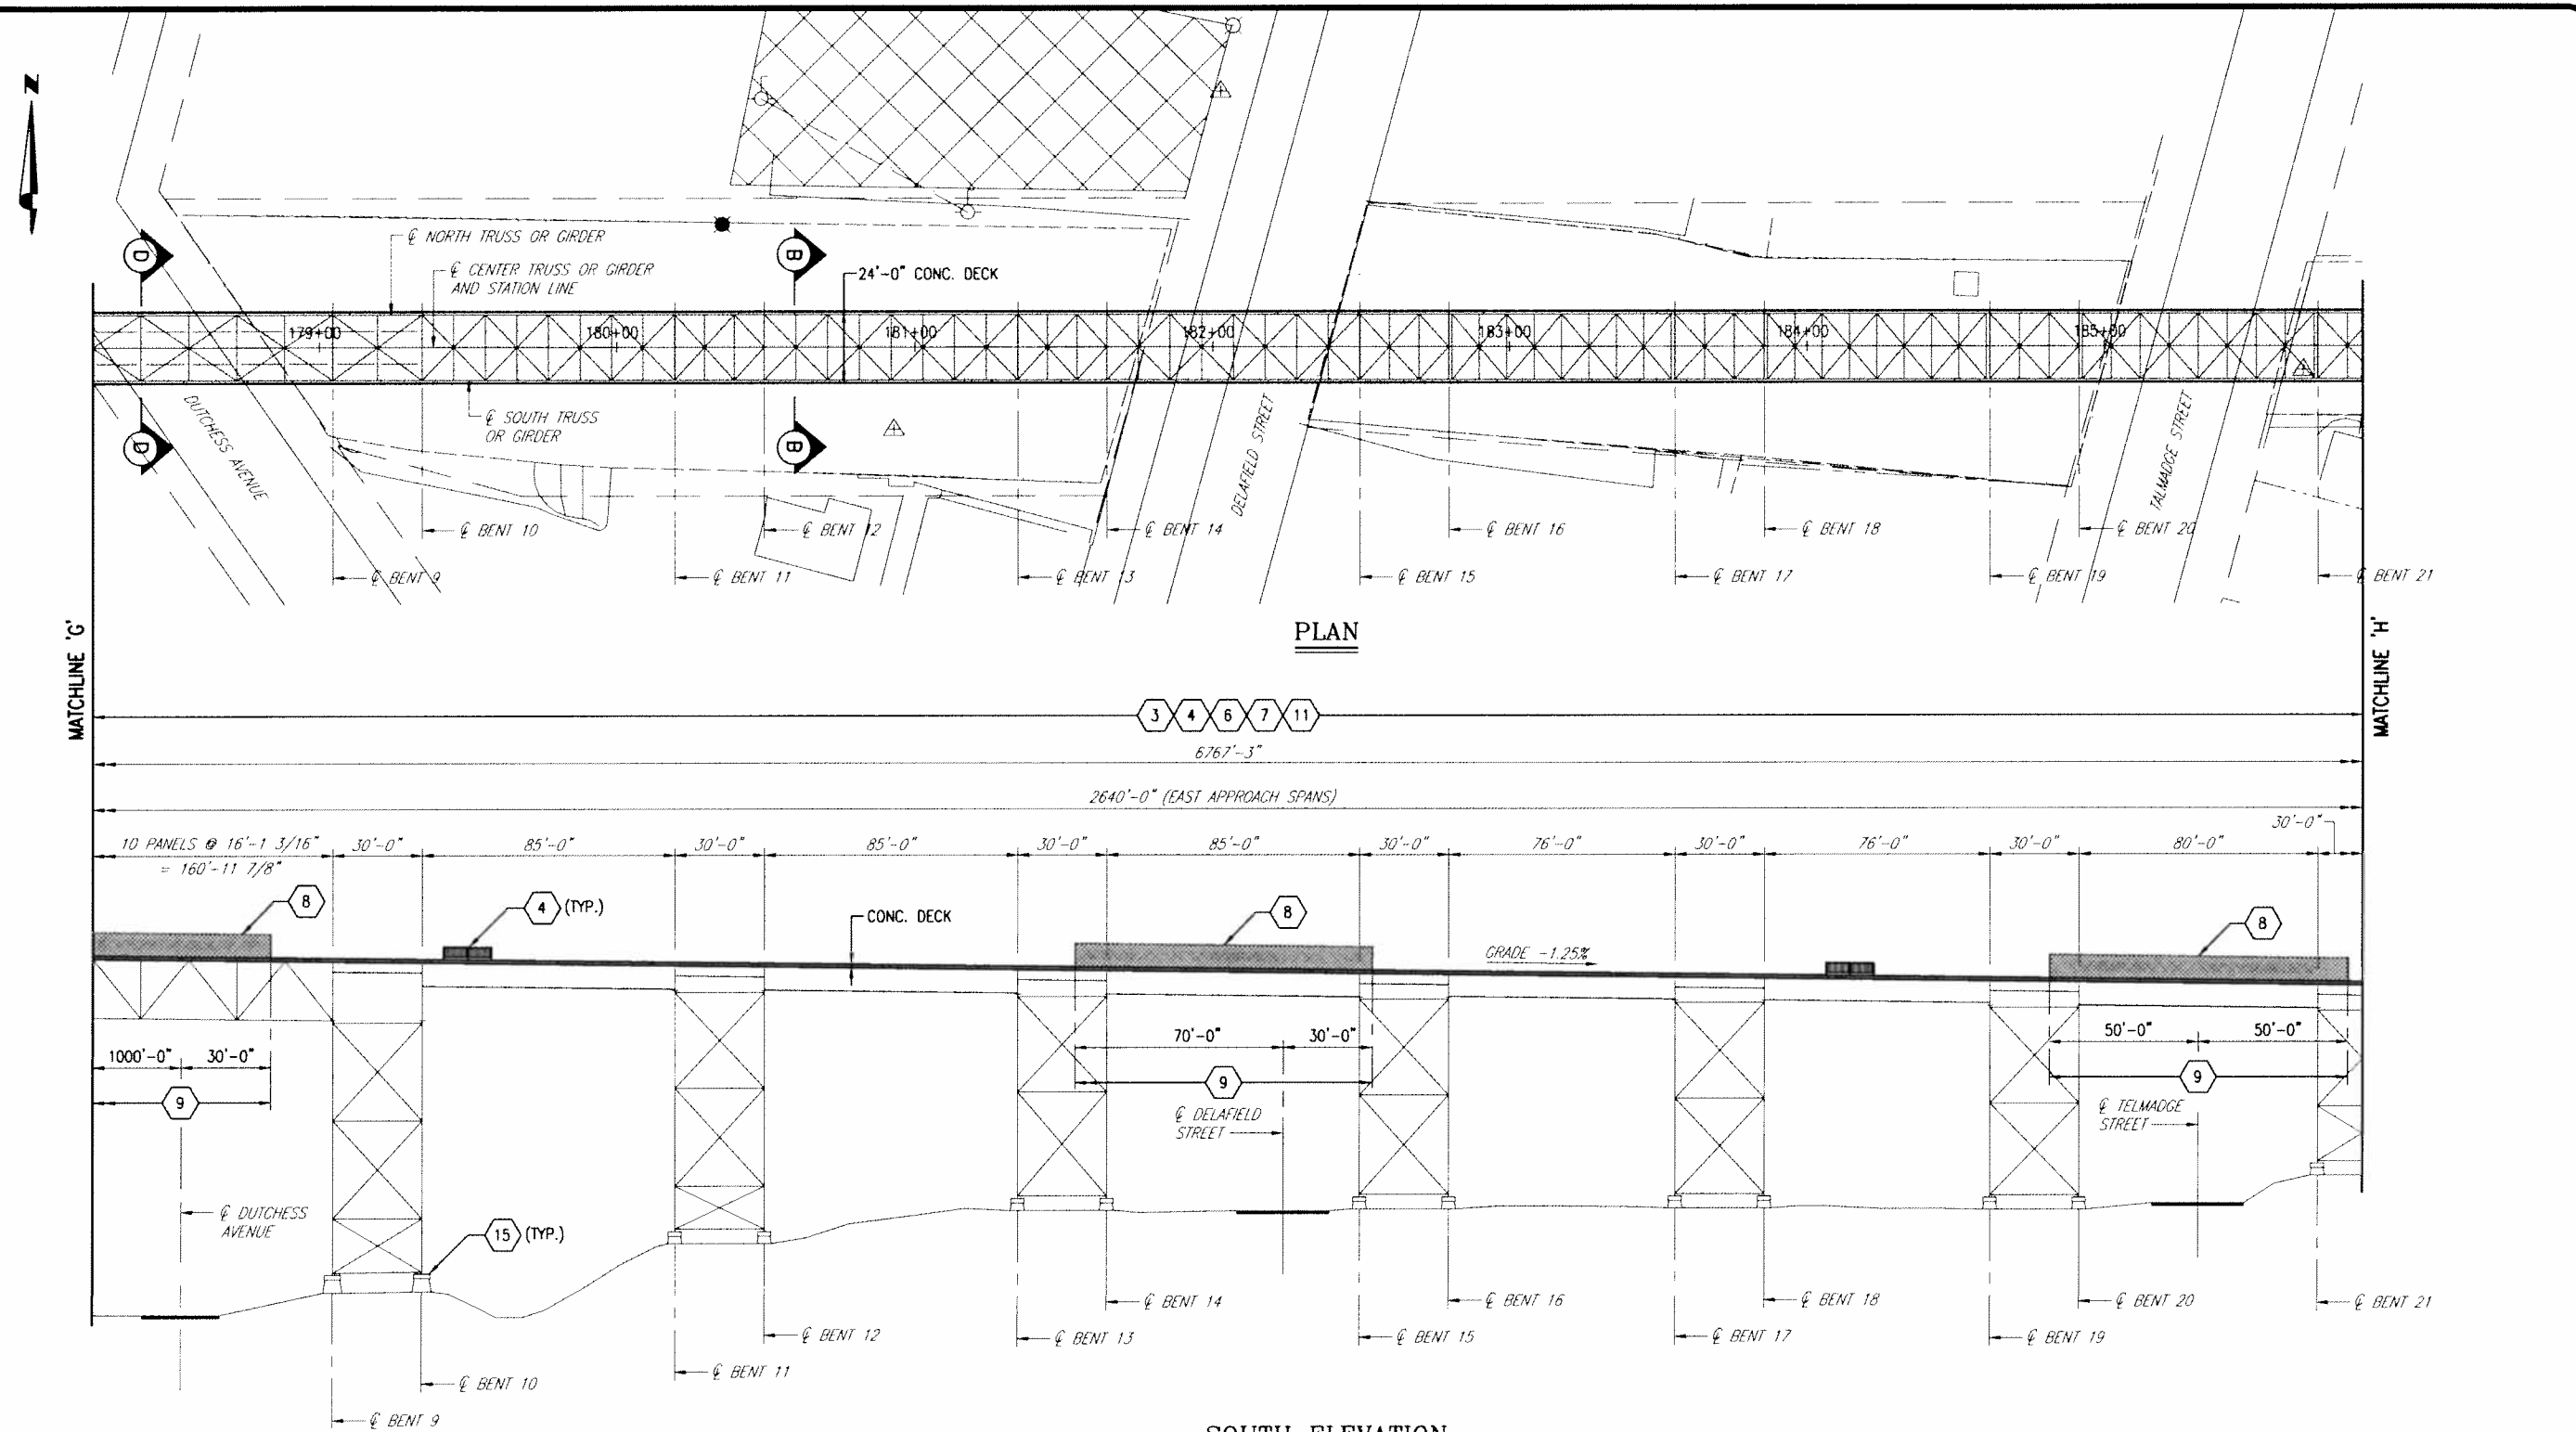 N
℄ NORTH TRUSS OR GIRDER
℄ CENTER TRUSS OR GIRDER
AND STATION LINE
24'-0" CONC. DECK
D
B
179+00
180+00
181+00
182+00
183+00
184+00
185+00
℄ SOUTH TRUSS
OR GIRDER
D
B
DUTCHESS AVENUE
DELAFIELD STREET
TALMADGE STREET
℄ BENT 10
℄ BENT 12
℄ BENT 14
℄ BENT 16
℄ BENT 18
℄ BENT 20
℄ BENT 9
℄ BENT 11
℄ BENT 13
℄ BENT 15
℄ BENT 17
℄ BENT 19
℄ BENT 21
PLAN
MATCHLINE 'G'
MATCHLINE 'H'
3 4 6 7 11
6767'-3"
2640'-0" (EAST APPROACH SPANS)
30'-0"
10 PANELS @ 16'-1 3/16" 30'-0" 85'-0" 30'-0" 85'-0" 30'-0" 85'-0" 30'-0" 76'-0" 30'-0" 76'-0" 30'-0" 80'-0"
= 160'-11 7/8"
8
4 (TYP.)
CONC. DECK
8
8
GRADE -1.25%
1000'-0" 30'-0"
70'-0" 30'-0"
50'-0" 50'-0"
9
9
9
℄ DELAFIELD
STREET
℄ TELMADGE
STREET
℄ DUTCHESS
AVENUE
15 (TYP.)
℄ BENT 14
℄ BENT 16
℄ BENT 18
℄ BENT 20
℄ BENT 21
℄ BENT 12
℄ BENT 13
℄ BENT 15
℄ BENT 17
℄ BENT 19
℄ BENT 11
℄ BENT 10
℄ BENT 9
SOUTH ELEVATION